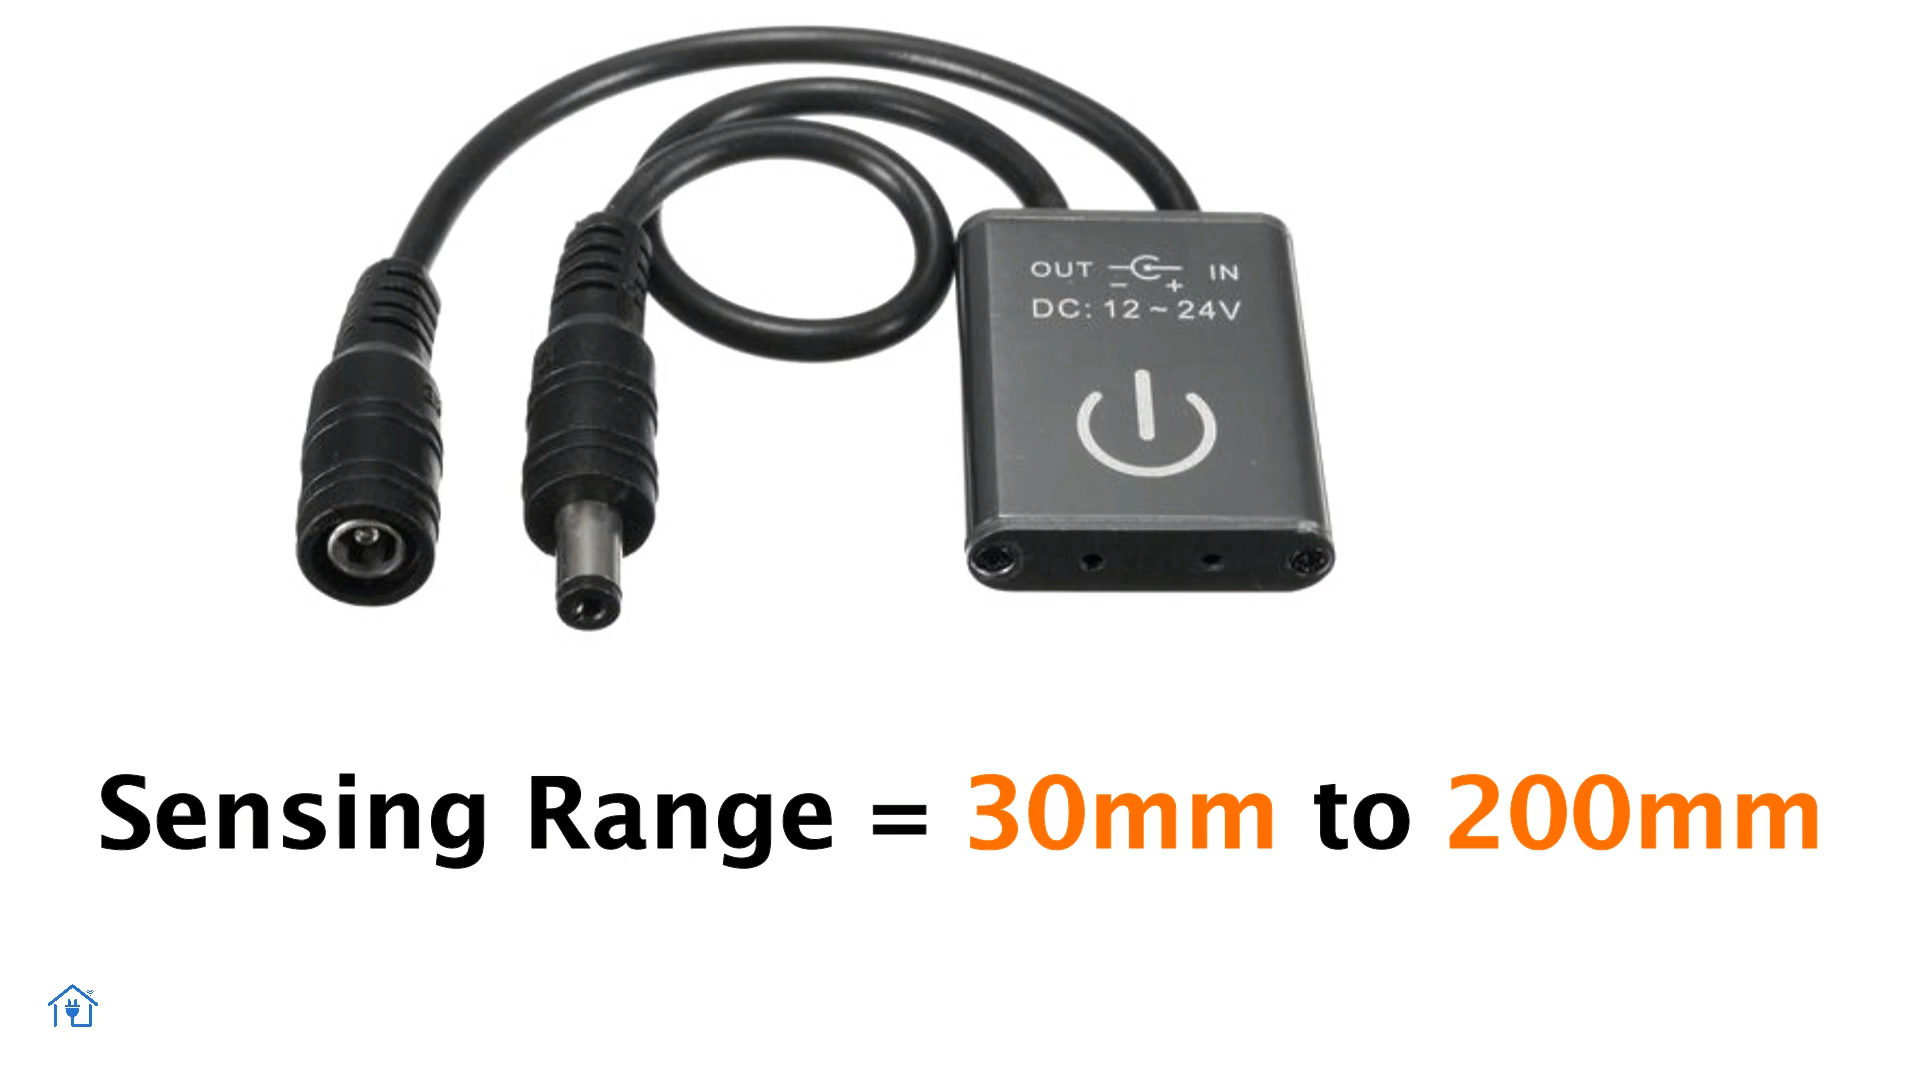 OUT IN
- +
DC: 12 ~ 24V
Sensing Range = 30mm to 200mm